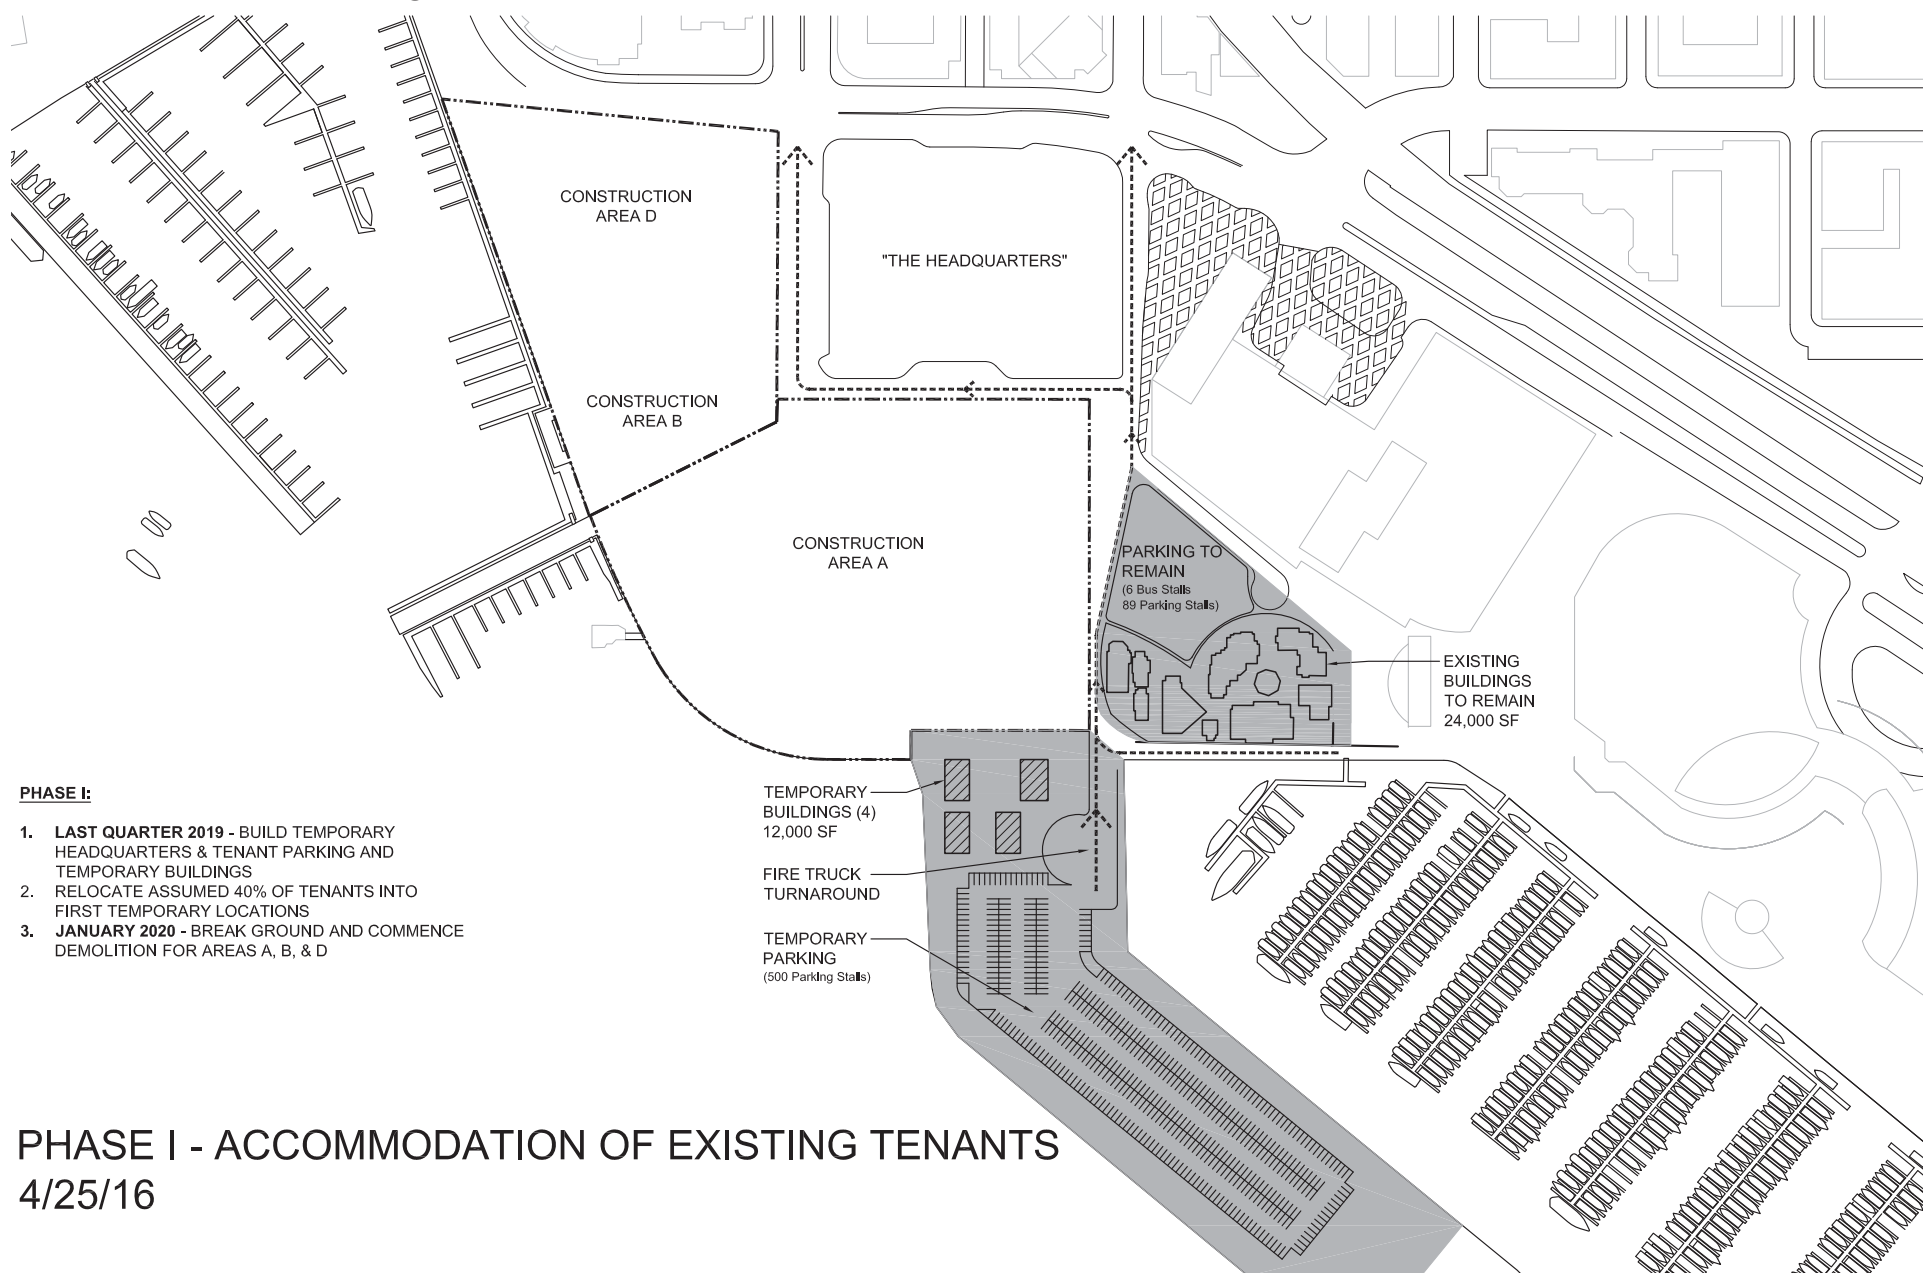 CONSTRUCTION
AREA D
"THE HEADQUARTERS"
CONSTRUCTION
AREA B
CONSTRUCTION
AREA A
PARKING TO
REMAIN
(6 Bus Stalls
89 Parking Stalls)
EXISTING
BUILDINGS
TO REMAIN
24,000 SF
TEMPORARY
BUILDINGS (4)
12,000 SF
FIRE TRUCK
TURNAROUND
TEMPORARY
PARKING
(500 Parking Stalls)
PHASE I:
1. LAST QUARTER 2019 - BUILD TEMPORARY
HEADQUARTERS & TENANT PARKING AND
TEMPORARY BUILDINGS
2. RELOCATE ASSUMED 40% OF TENANTS INTO
FIRST TEMPORARY LOCATIONS
3. JANUARY 2020 - BREAK GROUND AND COMMENCE
DEMOLITION FOR AREAS A, B, & D
PHASE I - ACCOMMODATION OF EXISTING TENANTS
4/25/16